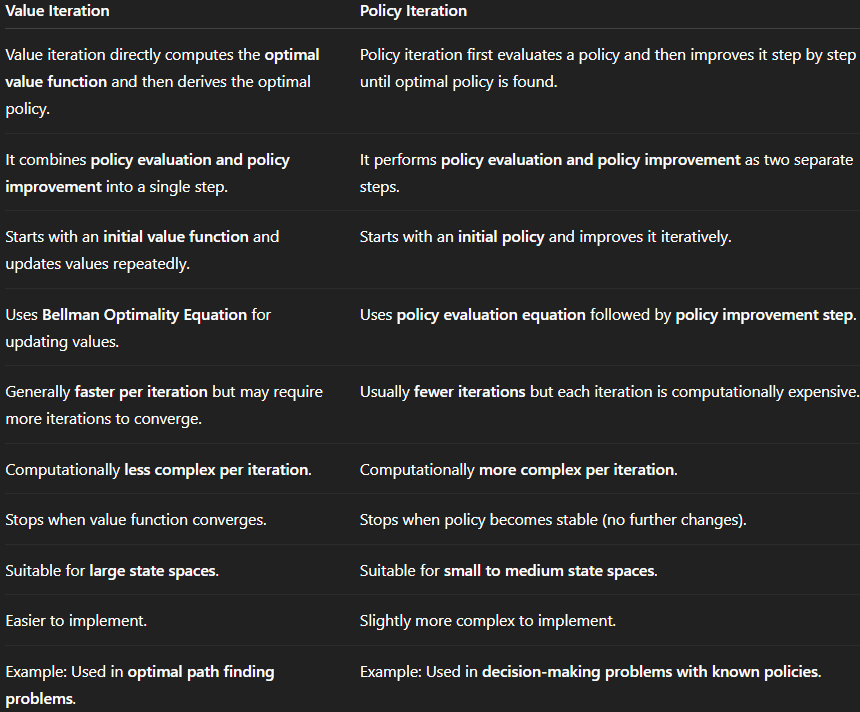 Value Iteration
Policy Iteration
Value iteration directly computes the optimal
value function and then derives the optimal
policy.
Policy iteration first evaluates a policy and then improves it step by step
until optimal policy is found.
It combines policy evaluation and policy
improvement into a single step.
It performs policy evaluation and policy improvement as two separate
steps.
Starts with an initial value function and
updates values repeatedly.
Starts with an initial policy and improves it iteratively.
Uses Bellman Optimality Equation for
updating values.
Uses policy evaluation equation followed by policy improvement step.
Generally faster per iteration but may require
more iterations to converge.
Usually fewer iterations but each iteration is computationally expensive.
Computationally less complex per iteration.
Computationally more complex per iteration.
Stops when value function converges.
Stops when policy becomes stable (no further changes).
Suitable for large state spaces.
Suitable for small to medium state spaces.
Easier to implement.
Slightly more complex to implement.
Example: Used in optimal path finding
problems.
Example: Used in decision-making problems with known policies.